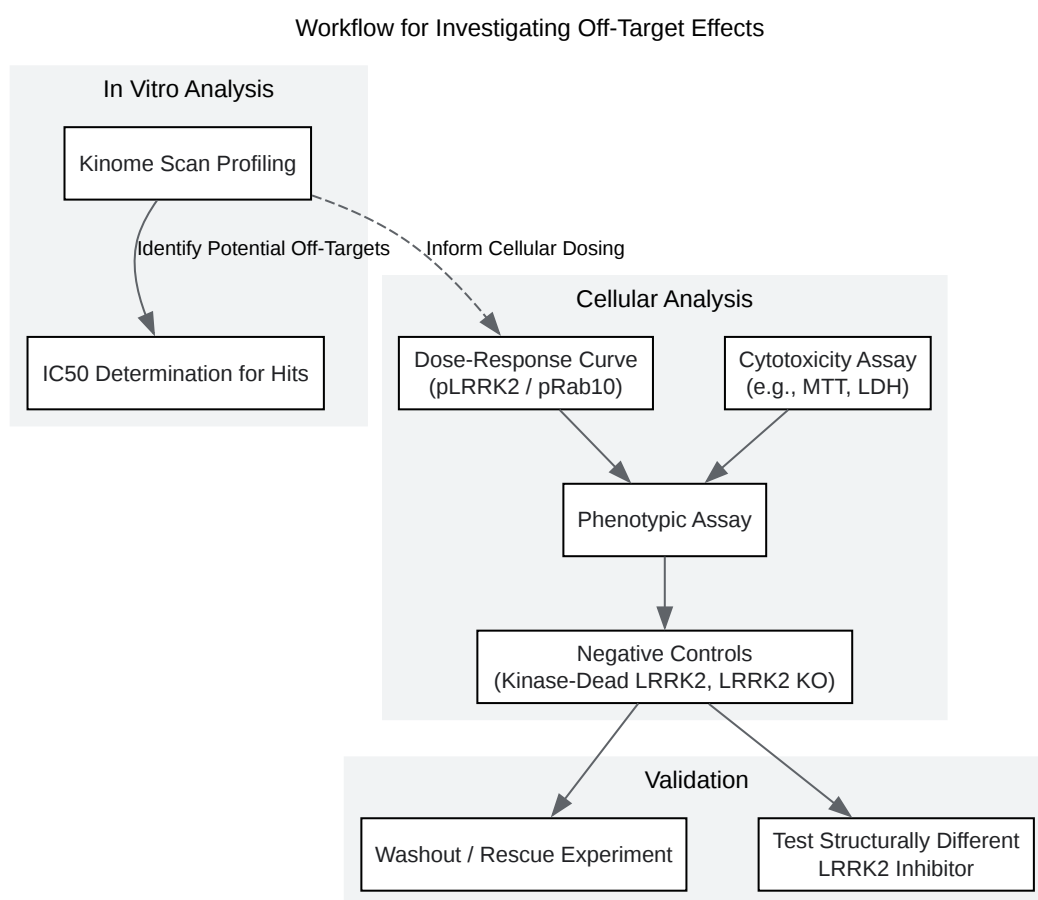 Workflow for Investigating Off-Target Effects
In Vitro Analysis
Kinome Scan Profiling
Identify Potential Off-Targets
Inform Cellular Dosing
IC50 Determination for Hits
Cellular Analysis
Dose-Response Curve
(pLRRK2 / pRab10)
Cytotoxicity Assay
(e.g., MTT, LDH)
Phenotypic Assay
Negative Controls
(Kinase-Dead LRRK2, LRRK2 KO)
Validation
Washout / Rescue Experiment
Test Structurally Different
LRRK2 Inhibitor